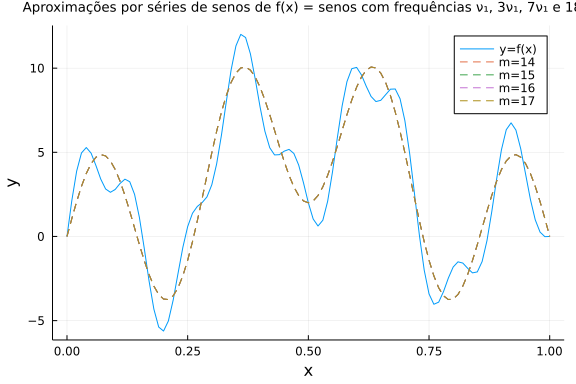 Aproximações por séries de senos de f(x) = senos com frequências ν₁, 3ν₁, 7ν₁ e 18
y=f(x)
m=14
m=15
m=16
m=17
10
5
0
−5
y
0.00
0.25
0.50
0.75
1.00
x